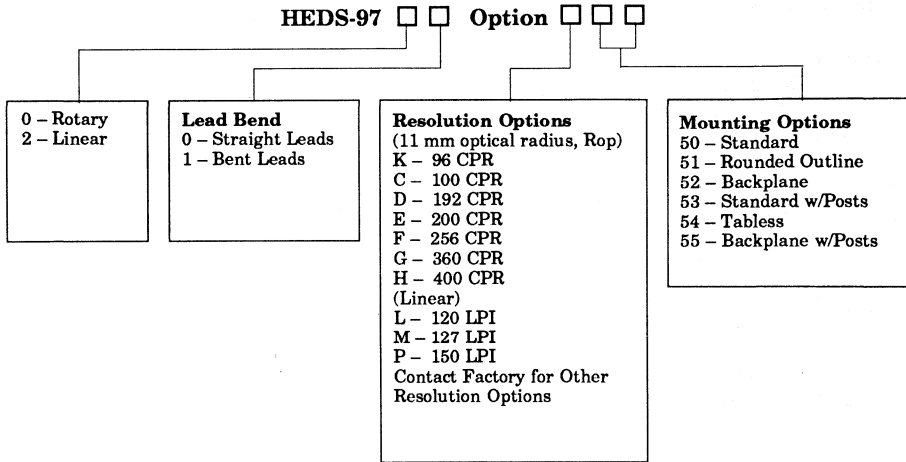 HEDS-97 □ □ Option □ □ □
0 – Rotary
2 – Linear
Lead Bend
0 – Straight Leads
1 – Bent Leads
Resolution Options
(11 mm optical radius, Rop)
K – 96 CPR
C – 100 CPR
D – 192 CPR
E – 200 CPR
F – 256 CPR
G – 360 CPR
H – 400 CPR
(Linear)
L – 120 LPI
M – 127 LPI
P – 150 LPI
Contact Factory for Other
Resolution Options
Mounting Options
50 – Standard
51 – Rounded Outline
52 – Backplane
53 – Standard w/Posts
54 – Tabless
55 – Backplane w/Posts